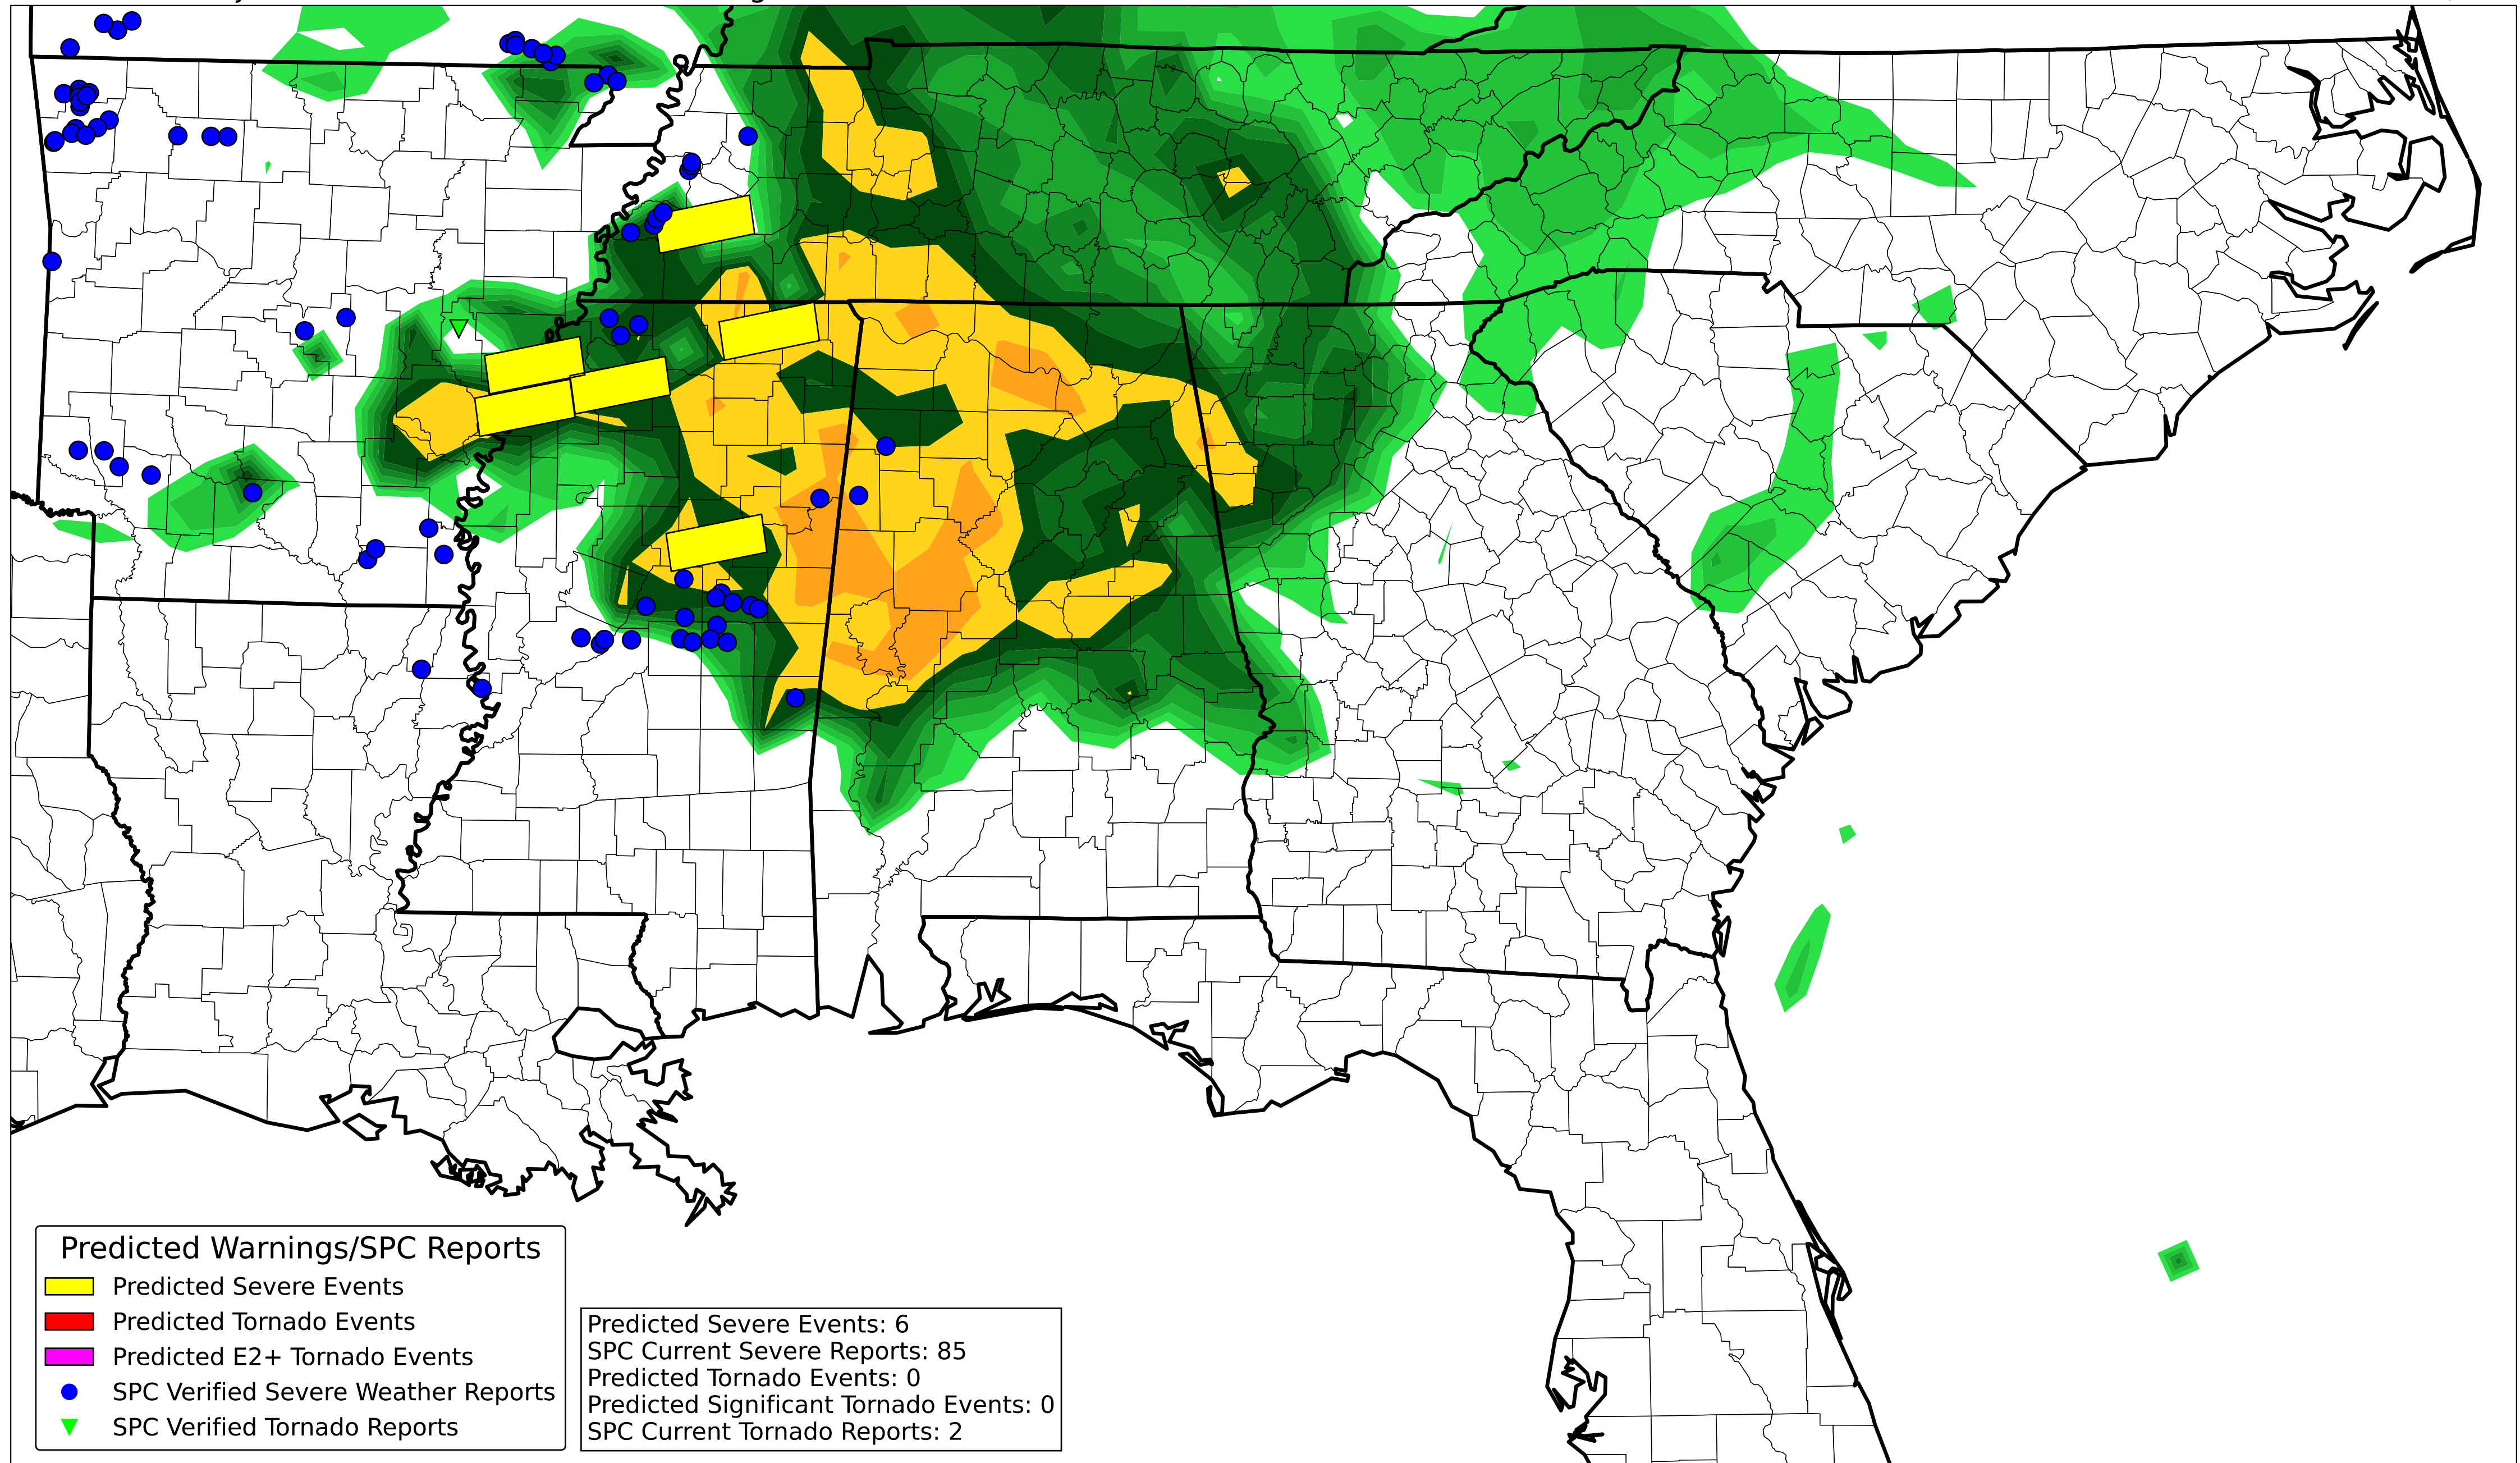 Predicted Warnings/SPC Reports
Predicted Severe Events
Predicted Tornado Events
Predicted E2+ Tornado Events
SPC Verified Severe Weather Reports
SPC Verified Tornado Reports
Predicted Severe Events: 6
SPC Current Severe Reports: 85
Predicted Tornado Events: 0
Predicted Significant Tornado Events: 0
SPC Current Tornado Reports: 2